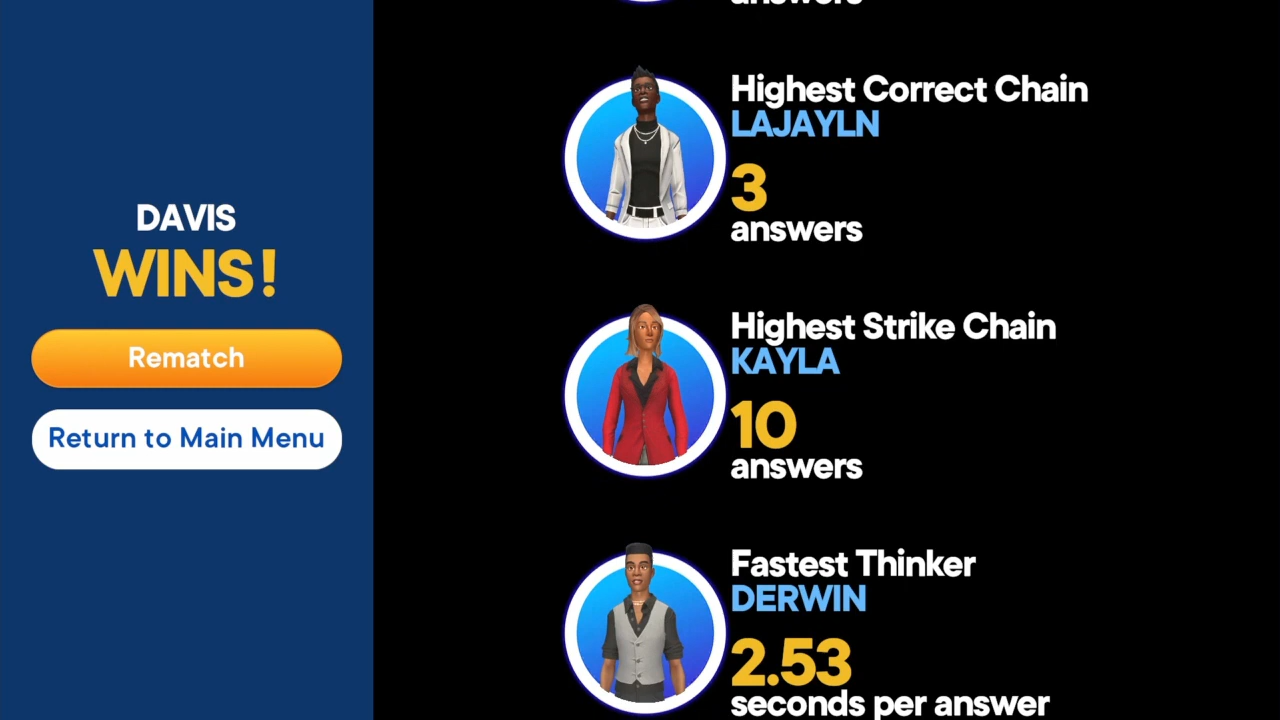 answers
DAVIS
WINS!
Rematch
Return to Main Menu
Highest Correct Chain
LAJAYLN
3
answers
Highest Strike Chain
KAYLA
10
answers
Fastest Thinker
DERWIN
2.53
seconds per answer